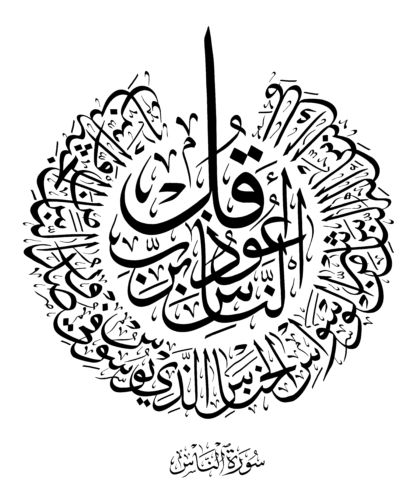 قُلْ أَعُوذُ بِرَبِّ النَّاسِ
مَلِكِ النَّاسِ إِلَٰهِ النَّاسِ مِن شَرِّ الْوَسْوَاسِ الْخَنَّاسِ الَّذِي يُوَسْوِسُ فِي صُدُورِ النَّاسِ مِنَ الْجِنَّةِ وَالنَّاسِ
سُورَةُ النَّاسِ